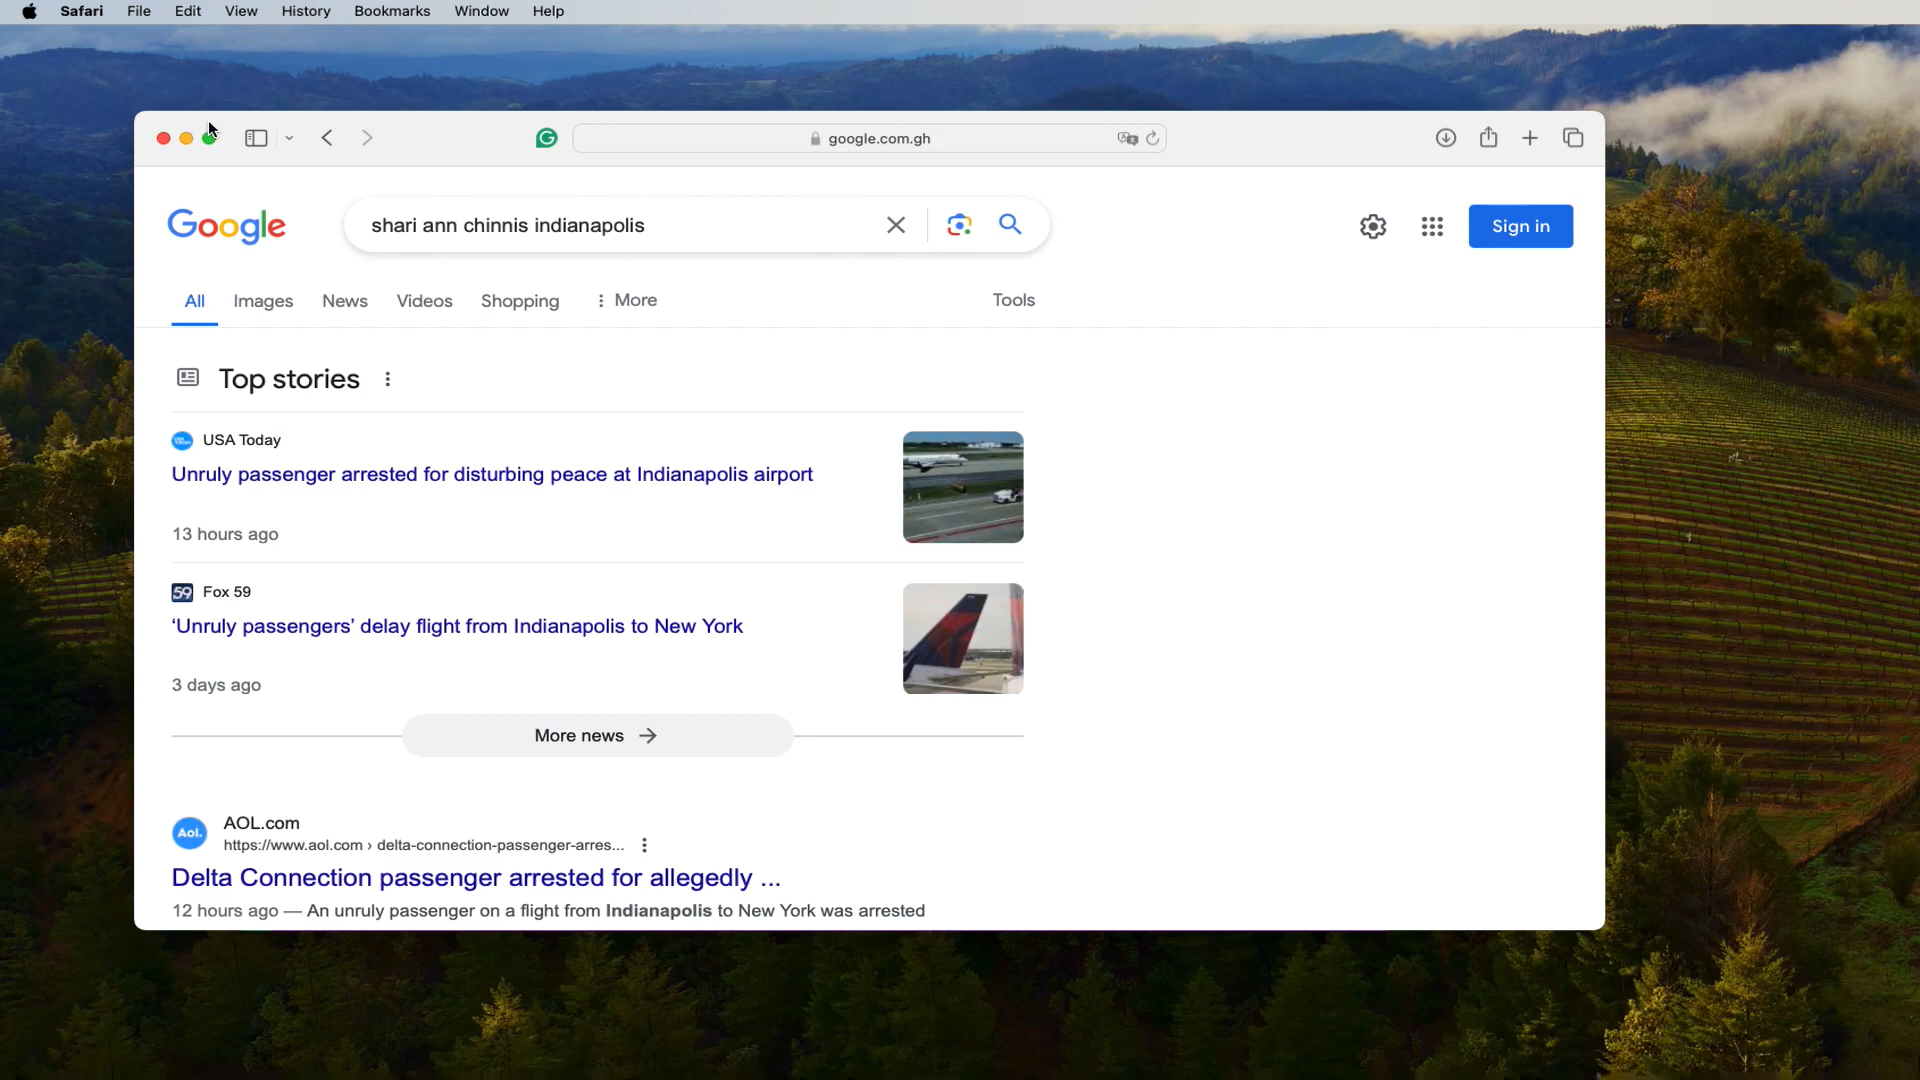 Safari File Edit View History Bookmarks Window Help
google.com.gh
Google
shari ann chinnis indianapolis
Sign in
All Images News Videos Shopping More Tools
Top stories
USA Today
Unruly passenger arrested for disturbing peace at Indianapolis airport
13 hours ago
59 Fox 59
‘Unruly passengers’ delay flight from Indianapolis to New York
3 days ago
More news
Aol. AOL.com
https://www.aol.com › delta-connection-passenger-arres...
Delta Connection passenger arrested for allegedly ...
12 hours ago — An unruly passenger on a flight from Indianapolis to New York was arrested